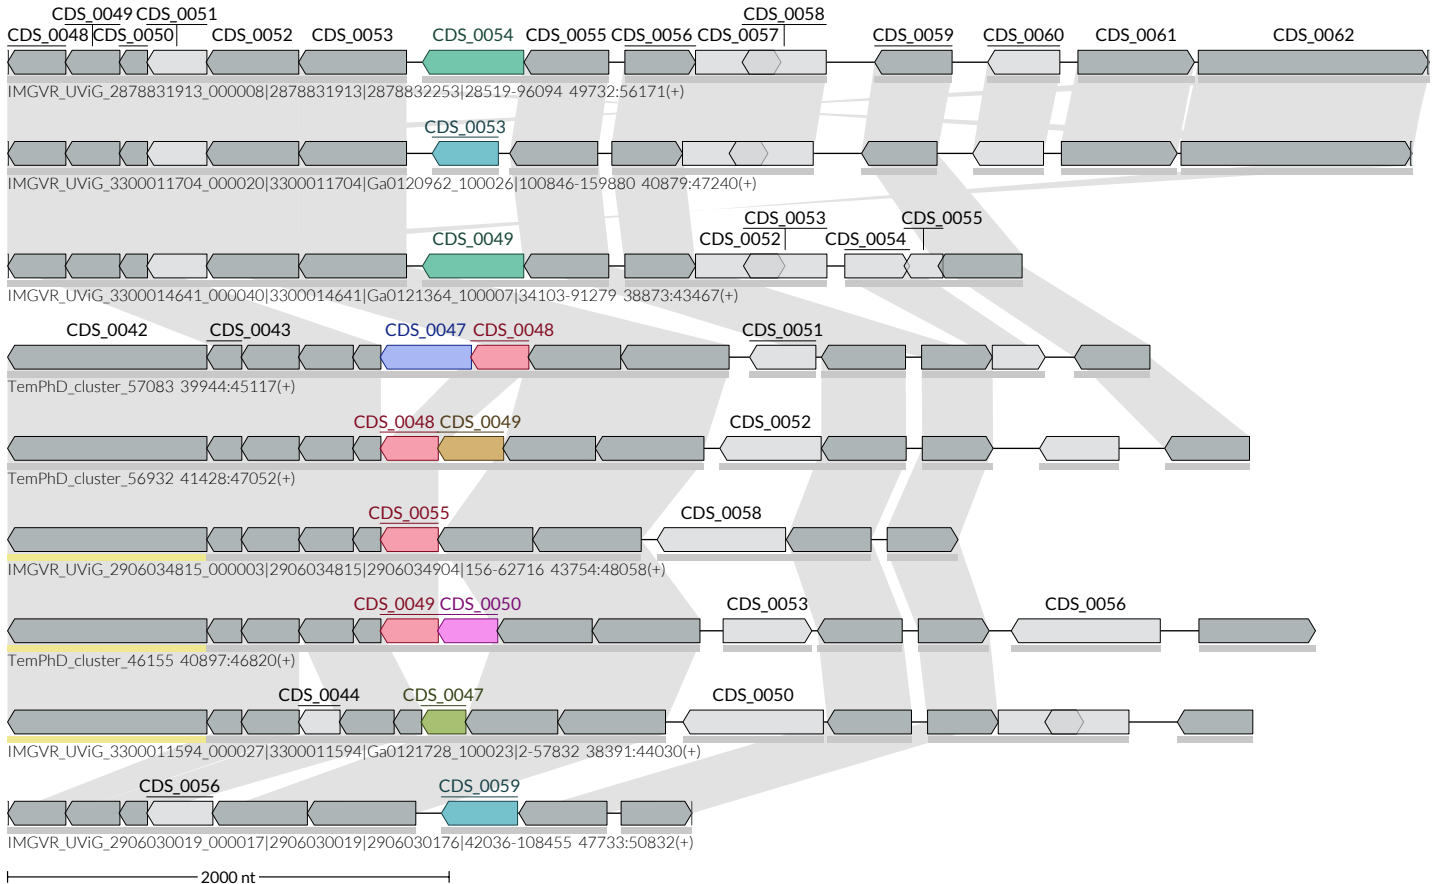 CDS_0049 CDS_0051 CDS_0058
CDS_0048 CDS_0050 CDS_0052 CDS_0053 CDS_0054 CDS_0055 CDS_0056 CDS_0057 CDS_0059 CDS_0060 CDS_0061 CDS_0062
IMGVR_UViG_2878831913_000008|2878831913|2878832253|28519-96094 49732:56171(+)
CDS_0053
IMGVR_UViG_3300011704_000020|3300011704|Ga0120962_100026|100846-159880 40879:47240(+)
CDS_0053 CDS_0055
CDS_0049 CDS_0052 CDS_0054
IMGVR_UViG_3300014641_000040|3300014641|Ga0121364_100007|34103-91279 38873:43467(+)
CDS_0042 CDS_0043 CDS_0047 CDS_0048 CDS_0051
TemPhD_cluster_57083 39944:45117(+)
CDS_0048 CDS_0049 CDS_0052
TemPhD_cluster_56932 41428:47052(+)
CDS_0055 CDS_0058
IMGVR_UViG_2906034815_000003|2906034815|2906034904|156-62716 43754:48058(+)
CDS_0049 CDS_0050 CDS_0053 CDS_0056
TemPhD_cluster_46155 40897:46820(+)
CDS_0044 CDS_0047 CDS_0050
IMGVR_UViG_3300011594_000027|3300011594|Ga0121728_100023|2-57832 38391:44030(+)
CDS_0056 CDS_0059
IMGVR_UViG_2906030019_000017|2906030019|2906030176|42036-108455 47733:50832(+)
2000 nt